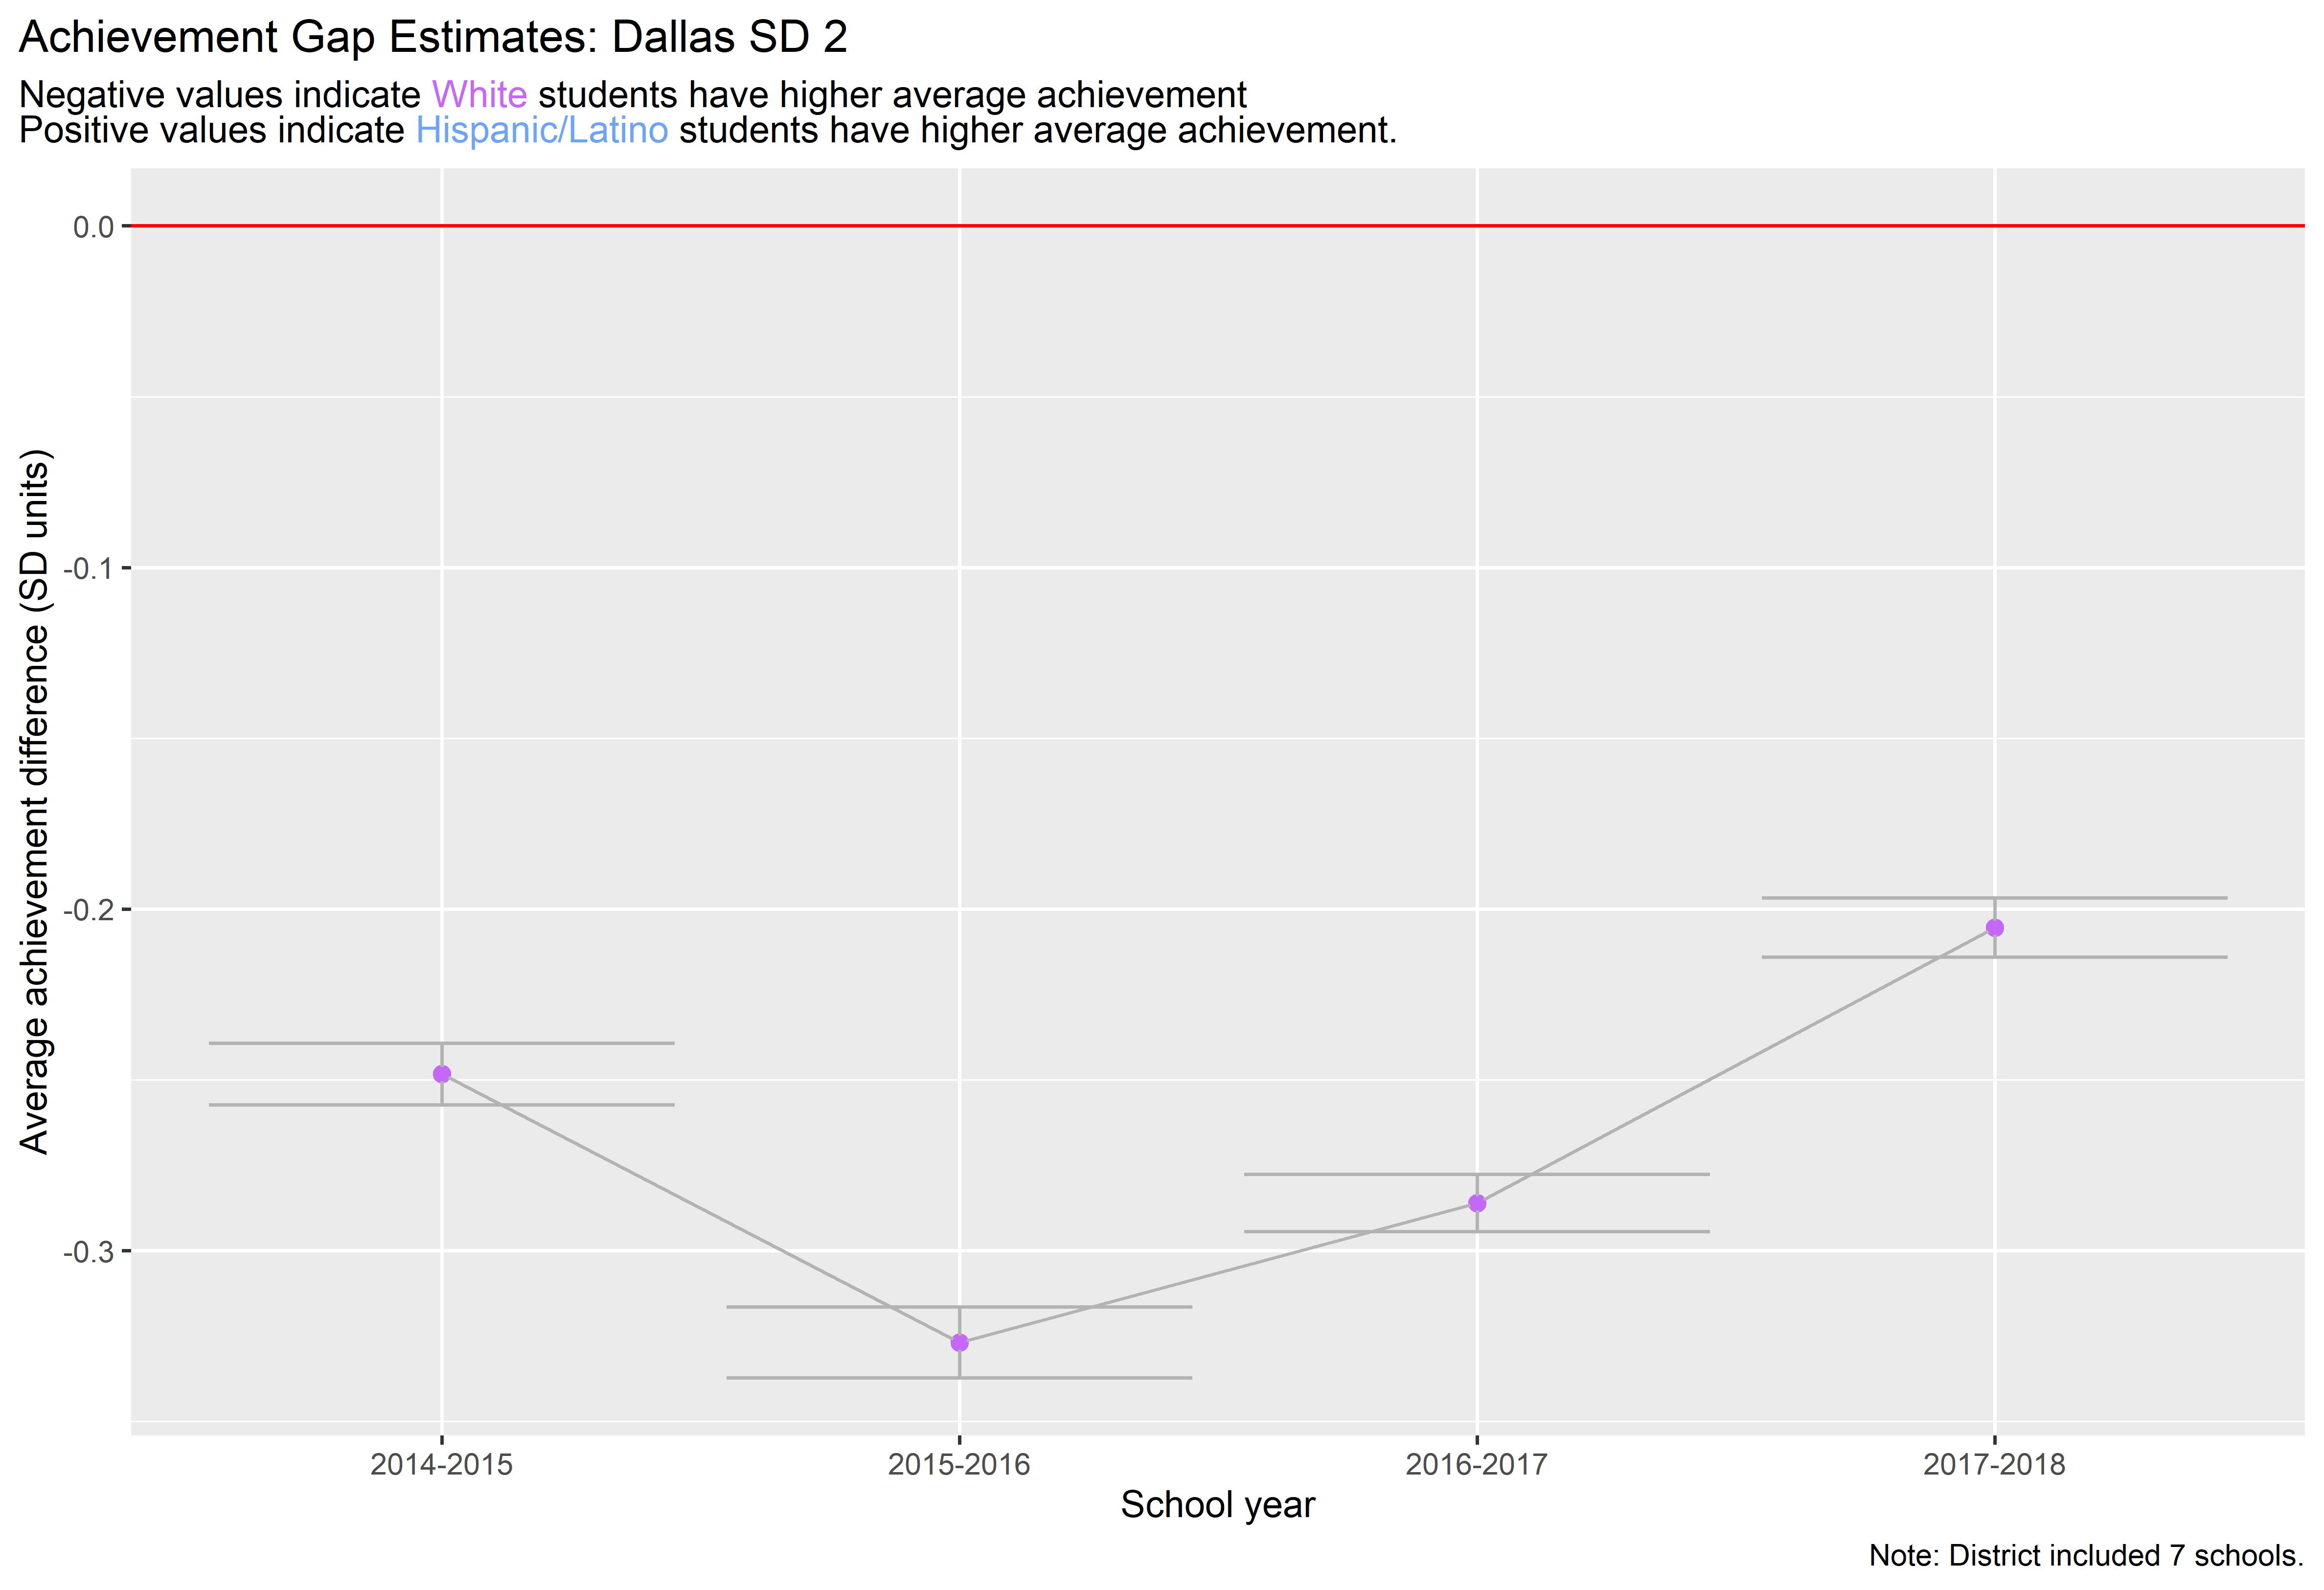 Achievement Gap Estimates: Dallas SD 2
Negative values indicate White students have higher average achievement
Positive values indicate Hispanic/Latino students have higher average achievement.
Average achievement difference (SD units)
0.0
-0.1
-0.2
-0.3
2014-2015
2015-2016
2016-2017
2017-2018
School year
Note: District included 7 schools.